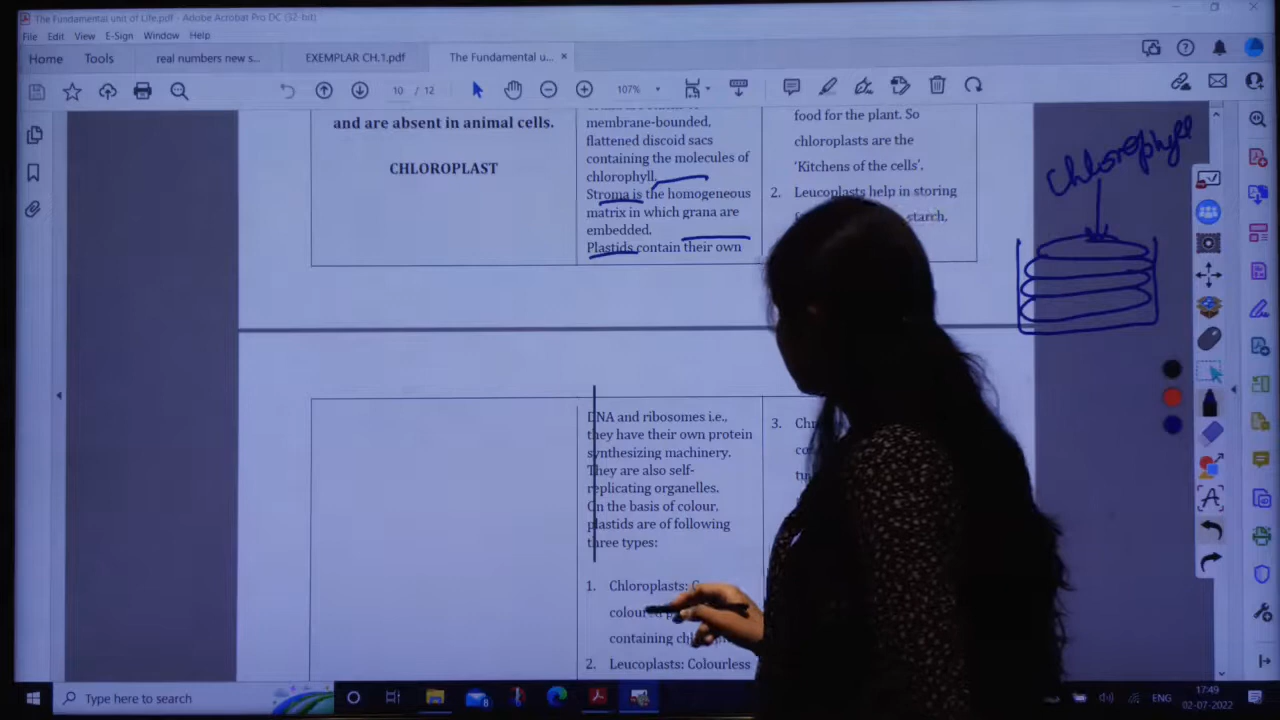 The Fundamental unit of Life.pdf - Adobe Acrobat Pro DC (32-bit)
File Edit View E-Sign Window Help
Home Tools real numbers new s... EXEMPLAR CH.1.pdf The Fundamental u... ×
10 / 12 107%
and are absent in animal cells.
CHLOROPLAST
membrane-bounded,
flattened discoid sacs
containing the molecules of
chlorophyll.
Stroma is the homogeneous
matrix in which grana are
embedded.
Plastids contain their own
food for the plant. So
chloroplasts are the
'Kitchens of the cells'.
2. Leucoplasts help in storing
starch,
chlorophyll
DNA and ribosomes i.e.,
they have their own protein
synthesizing machinery.
They are also self-
replicating organelles.
On the basis of colour,
plastids are of following
three types:
1. Chloroplasts:
containing
2. Leucoplasts: Colourless
3.
Type here to search
8
ENG
17:49
02-07-2022